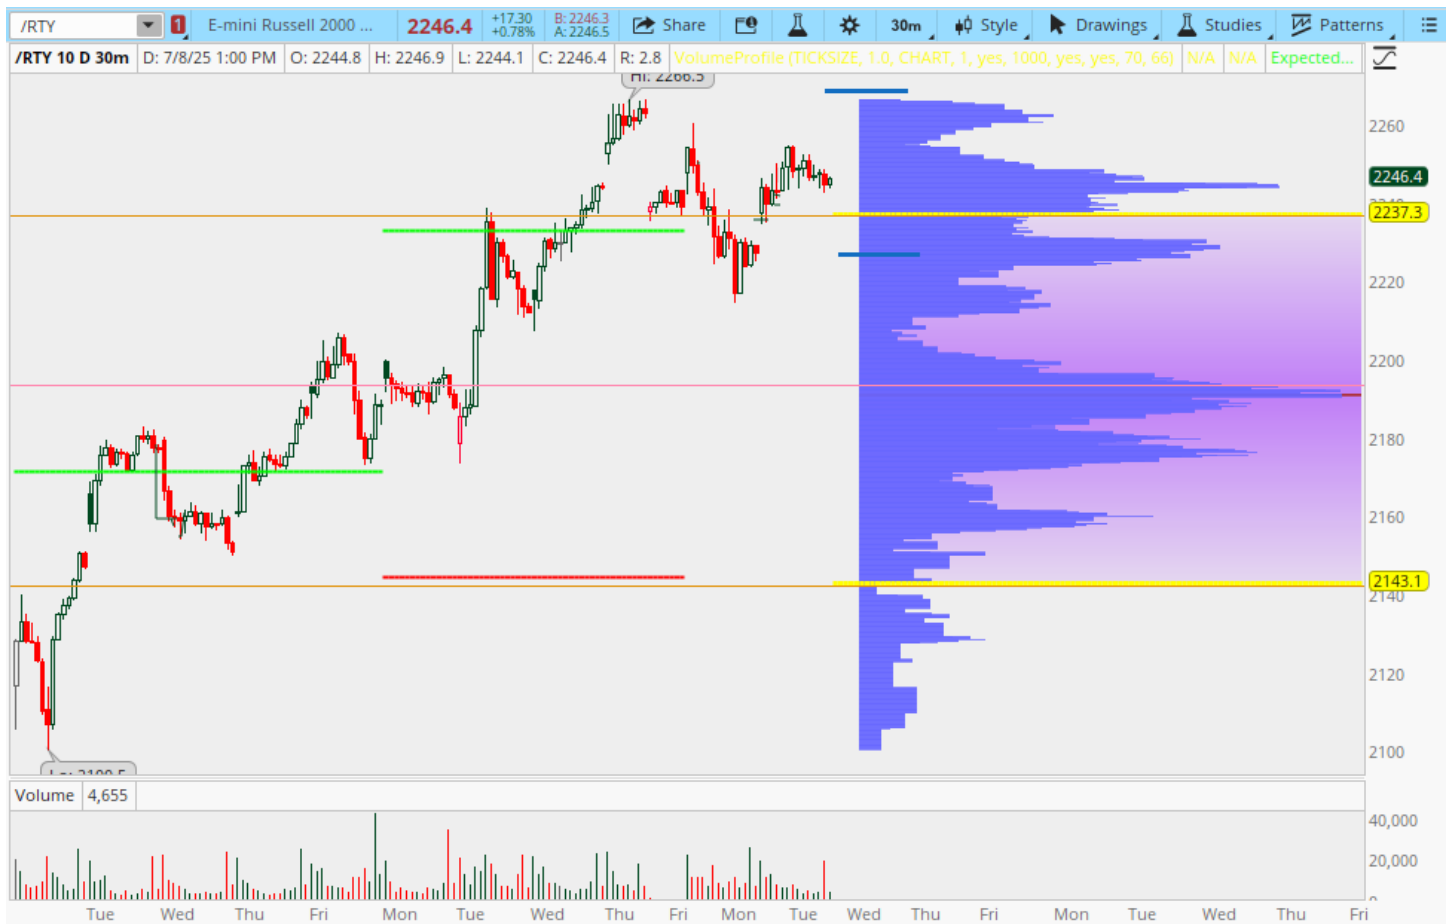 /RTY 1 E-mini Russell 2000 ... 2246.4 +17.30 B: 2246.3 Share 30m Style Drawings Studies Patterns
+0.78% A: 2246.5
/RTY 10 D 30m D: 7/8/25 1:00 PM O: 2244.8 H: 2246.9 L: 2244.1 C: 2246.4 R: 2.8 VolumeProfile (TICKSIZE, 1.0, CHART, 1, yes, 1000, yes, yes, 70, 66) N/A N/A Expected...
Hi: 2266.5
2260
2246.4
2237.3
2220
2200
2180
2160
2143.1
2140
2120
2100
Volume 4,655
40,000
20,000
Tue Wed Thu Fri Mon Tue Wed Thu Fri Mon Tue Wed Thu Fri Mon Tue Wed Thu Fri